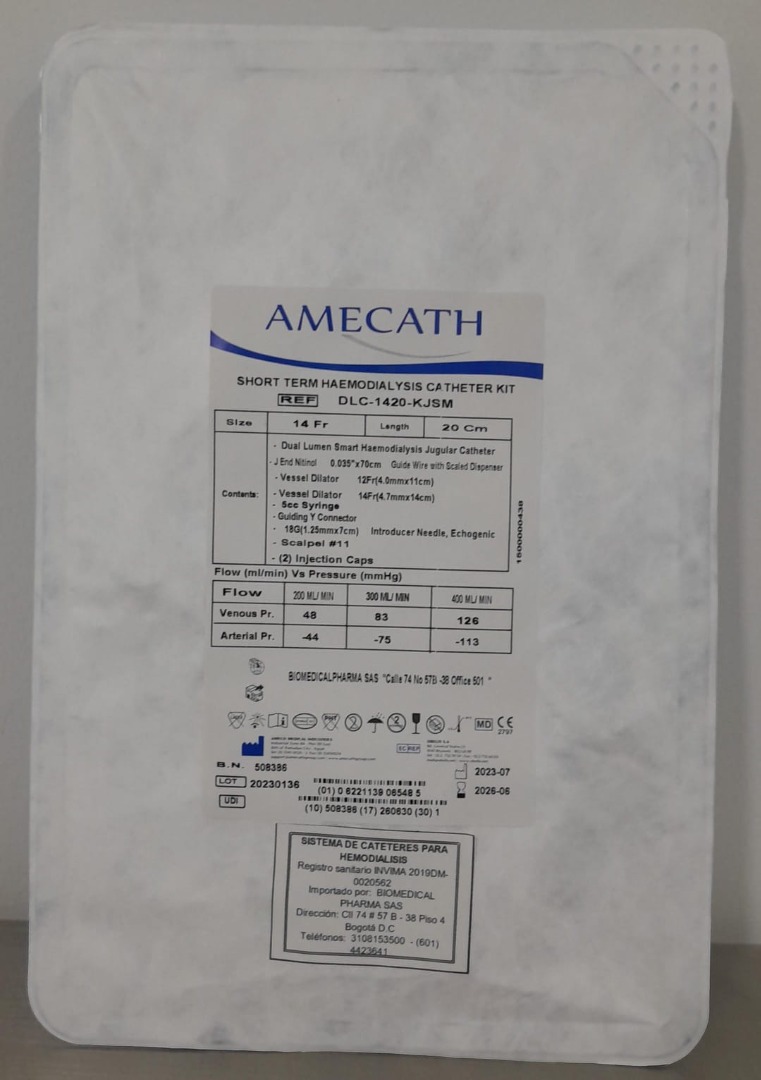 AMECATH
SHORT TERM HAEMODIALYSIS CATHETER KIT
REF DLC-1420-KJSM
Size 14 Fr Length 20 Cm
Contents:
- Dual Lumen Smart Haemodialysis Jugular Catheter
- J End Nitinol 0.035"x70cm Guide Wire with Scaled Dispenser
- Vessel Dilator 12Fr(4.0mmx11cm)
- Vessel Dilator 14Fr(4.7mmx14cm)
- 5cc Syringe
- Guiding Y Connector
- 18G(1.25mmx7cm) Introducer Needle, Echogenic
- Scalpel #11
- (2) Injection Caps
1500000438
Flow (ml/min) Vs Pressure (mmHg)
Flow 200 ML/ MIN 300 ML/ MIN 400 ML/ MIN
Venous Pr. 48 83 126
Arterial Pr. -44 -75 -113
BIOMEDICALPHARMA SAS "Calle 74 No 57B -38 Office 501 "
MD CE
2797
EC REP
B.N. 508386
2023-07
LOT 20230136
2026-06
(01) 0 6221139 06548 5
UDI
(10) 508386 (17) 260630 (30) 1
SISTEMA DE CATETERES PARA
HEMODIALISIS
Registro sanitario INVIMA 2019DM-
0020562
Importado por: BIOMEDICAL
PHARMA SAS
Dirección: Cll 74 # 57 B - 38 Piso 4
Bogotá D.C
Teléfonos: 3108153500 - (601)
4423641